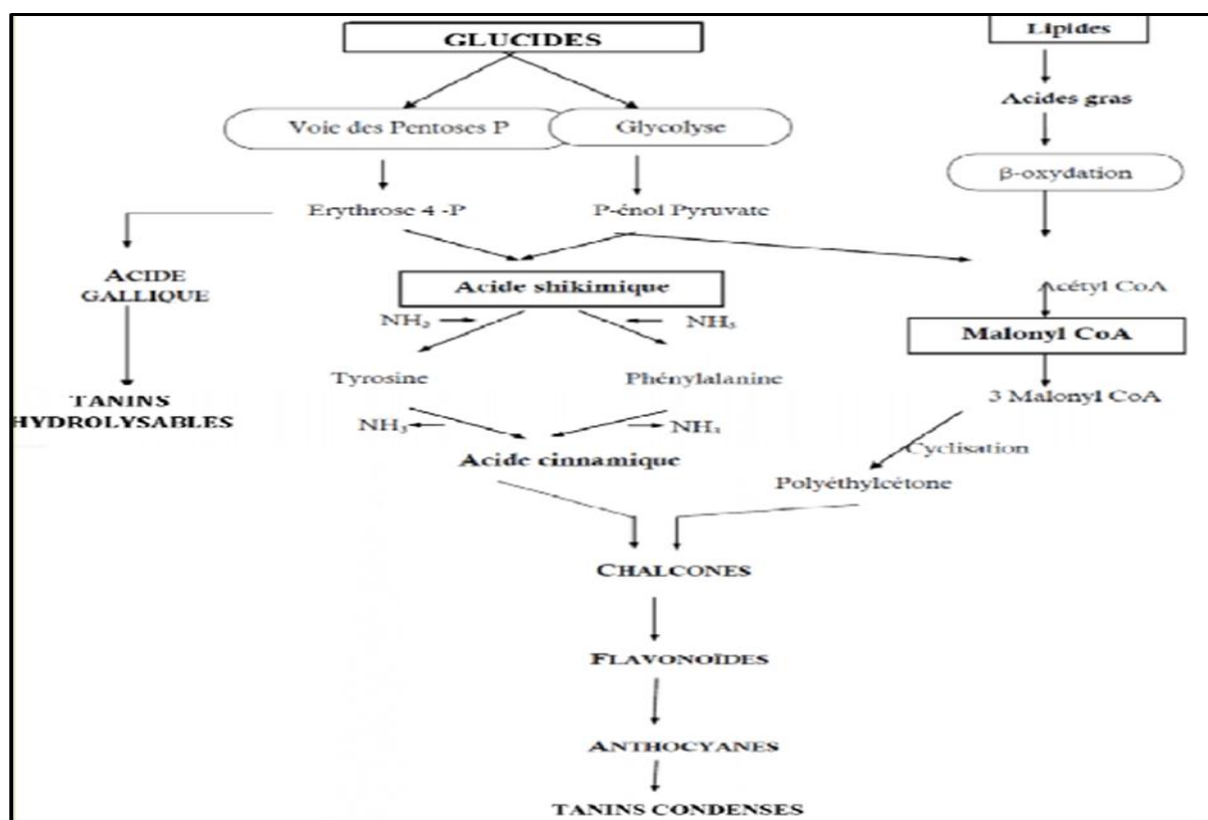 GLUCIDES
Lipides
Acides gras
Voie des Pentoses P
Glycolyse
β-oxydation
Erythrose 4 -P
P-énol Pyruvate
ACIDE
GALLIQUE
Acide shikimique
Acétyl CoA
NH₃
NH₃
Malonyl CoA
Tyrosine
Phénylalanine
3 Malonyl CoA
TANINS
HYDROLYSABLES
NH₃
NH₃
Cyclisation
Acide cinnamique
Polyéthylcétone
CHALCONES
FLAVONOÏDES
ANTHOCYANES
TANINS CONDENSES